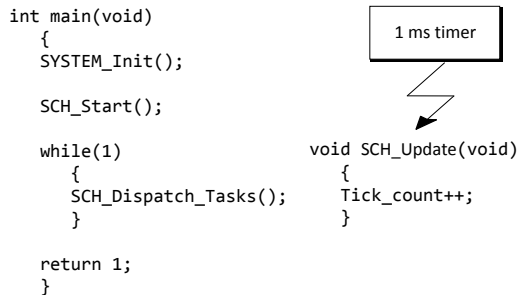 int main(void)
{
SYSTEM_Init();
SCH_Start();
while(1)
{
SCH_Dispatch_Tasks();
}
return 1;
}
1 ms timer
void SCH_Update(void)
{
Tick_count++;
}